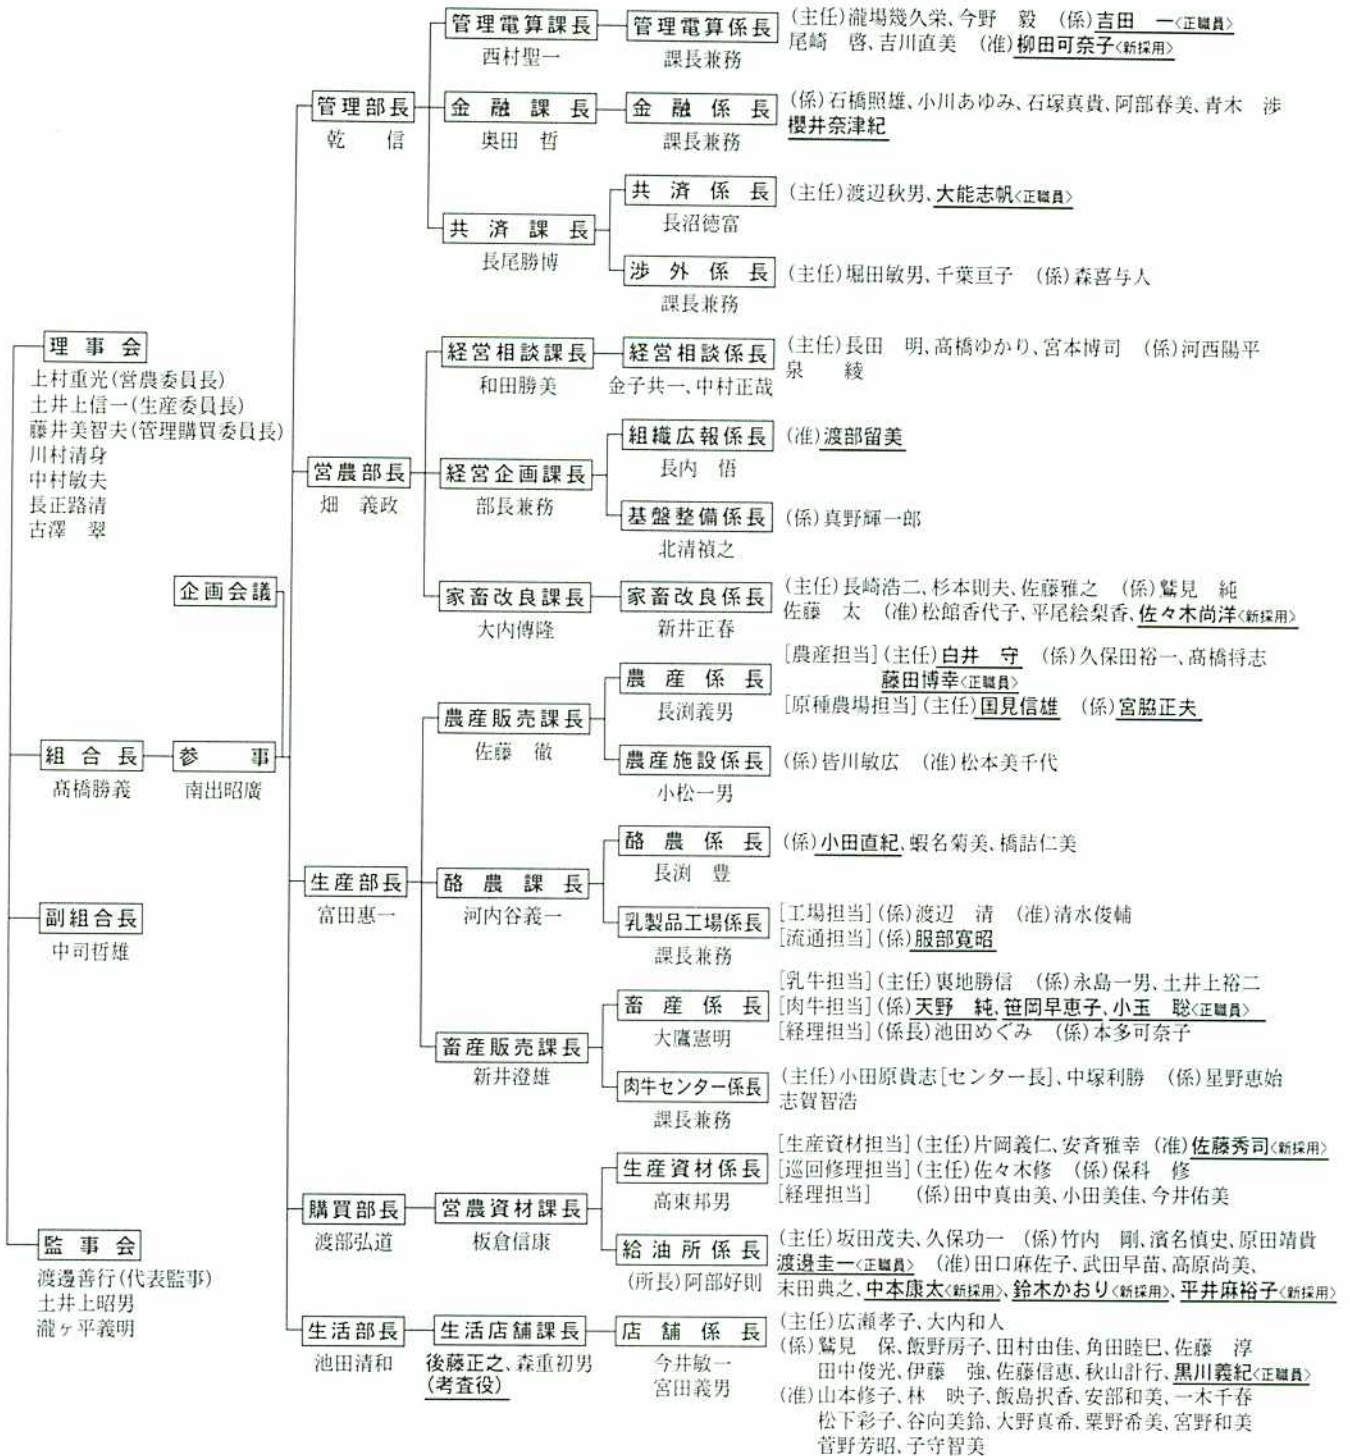 理事会
上村重光(営農委員長)
土井上信一(生産委員長)
藤井美智夫(管理購買委員長)
川村清身
中村敏夫
長正路清
古澤　翠
組合長
髙橋勝義
副組合長
中司哲雄
監事会
渡邊善行(代表監事)
土井上昭男
瀧ヶ平義明
企画会議
参事
南出昭廣
管理部長
乾　信
管理電算課長
西村聖一
管理電算係長
課長兼務
(主任)瀧場幾久栄、今野　毅　(係)吉田　一〈正職員〉
尾崎　啓、吉川直美　(准)柳田可奈子〈新採用〉
金融課長
奥田　哲
金融係長
課長兼務
(係)石橋照雄、小川あゆみ、石塚真貴、阿部春美、青木　渉
櫻井奈津紀
共済課長
長尾勝博
共済係長
長沼徳富
(主任)渡辺秋男、大能志帆〈正職員〉
渉外係長
課長兼務
(主任)堀田敏男、千葉亘子　(係)森喜与人
営農部長
畑　義政
経営相談課長
和田勝美
経営相談係長
金子共一、中村正哉
(主任)長田　明、髙橋ゆかり、宮本博司　(係)河西陽平
泉　綾
経営企画課長
部長兼務
組織広報係長
長内　悟
(准)渡部留美
基盤整備係長
北清禎之
(係)真野輝一郎
家畜改良課長
大内傳隆
家畜改良係長
新井正春
(主任)長崎浩二、杉本則夫、佐藤雅之　(係)鷲見　純
佐藤　太　(准)松舘香代子、平尾絵梨香、佐々木尚洋〈新採用〉
生産部長
富田惠一
農産販売課長
佐藤　徹
農産係長
長渕義男
[農産担当](主任)白井　守　(係)久保田裕一、髙橋将志
藤田博幸〈正職員〉
[原種農場担当](主任)国見信雄　(係)宮脇正夫
農産施設係長
小松一男
(係)皆川敏広　(准)松本美千代
酪農課長
河内谷義一
酪農係長
長渕　豊
(係)小田直紀、蝦名菊美、橋詰仁美
乳製品工場係長
課長兼務
[工場担当](係)渡辺　清　(准)清水俊輔
[流通担当](係)服部寛昭
畜産販売課長
新井澄雄
畜産係長
大鷹憲明
[乳牛担当](主任)裏地勝信　(係)永島一男、土井上裕二
[肉牛担当](係)天野　純、笹岡早恵子、小玉　聡〈正職員〉
[経理担当](係長)池田めぐみ　(係)本多可奈子
肉牛センター係長
課長兼務
(主任)小田原貴志[センター長]、中塚利勝　(係)星野恵始
志賀智浩
購買部長
渡部弘道
営農資材課長
板倉信康
生産資材係長
高東邦男
[生産資材担当](主任)片岡義仁、安斉雅幸　(准)佐藤秀司〈新採用〉
[巡回修理担当](主任)佐々木修　(係)保科　修
[経理担当]　(係)田中真由美、小田美佳、今井佑美
給油所係長
(所長)阿部好則
(主任)坂田茂夫、久保功一　(係)竹内　剛、濱名慎史、原田靖貴
渡邊圭一〈正職員〉　(准)田口麻佐子、武田早苗、高原尚美、
末田典之、中本康太〈新採用〉、鈴木かおり〈新採用〉、平井麻裕子〈新採用〉
生活部長
池田清和
生活店舗課長
後藤正之、森重初男
(考査役)
店舗係長
今井敏一
宮田義男
(主任)広瀬孝子、大内和人
(係)鷲見　保、飯野房子、田村由佳、角田睦巳、佐藤　淳
田中俊光、伊藤　強、佐藤信恵、秋山計行、黒川義紀〈正職員〉
(准)山本修子、林　映子、飯島択香、安部和美、一木千春
松下彩子、谷向美鈴、大野真希、粟野希美、宮野和美
菅野芳昭、子守智美